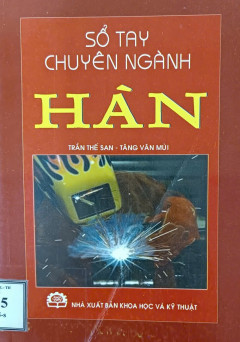 SỔ TAY
CHUYÊN NGÀNH
HÀN
TRẦN THẾ SAN - TĂNG VĂN MÙI
NHÀ XUẤT BẢN KHOA HỌC VÀ KỸ THUẬT
5